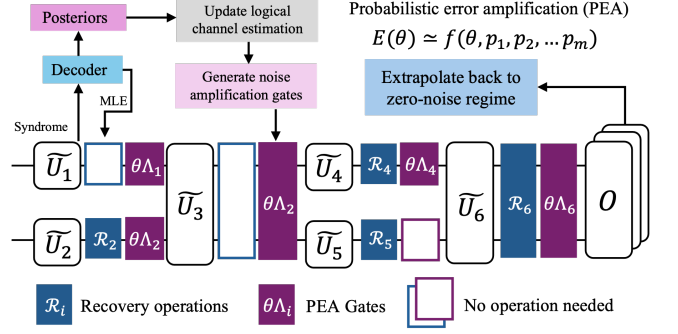 Posteriors
Update logical
channel estimation
Probabilistic error amplification (PEA)
E(θ) ≃ f(θ, p₁, p₂, … pₘ)
Decoder
MLE
Generate noise
amplification gates
Extrapolate back to
zero-noise regime
Syndrome
Ũ₁ θΛ₁ Ũ₃ θΛ₂ Ũ₄ ℛ₄ θΛ₄ Ũ₆ ℛ₆ θΛ₆ O
Ũ₂ ℛ₂ θΛ₂ Ũ₅ ℛ₅
ℛᵢ Recovery operations θΛᵢ PEA Gates No operation needed